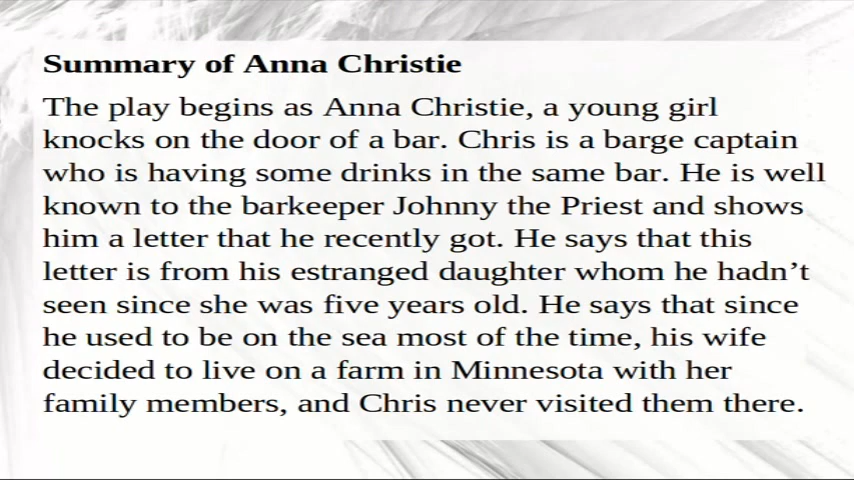 Summary of Anna Christie
The play begins as Anna Christie, a young girl
knocks on the door of a bar. Chris is a barge captain
who is having some drinks in the same bar. He is well
known to the barkeeper Johnny the Priest and shows
him a letter that he recently got. He says that this
letter is from his estranged daughter whom he hadn’t
seen since she was five years old. He says that since
he used to be on the sea most of the time, his wife
decided to live on a farm in Minnesota with her
family members, and Chris never visited them there.